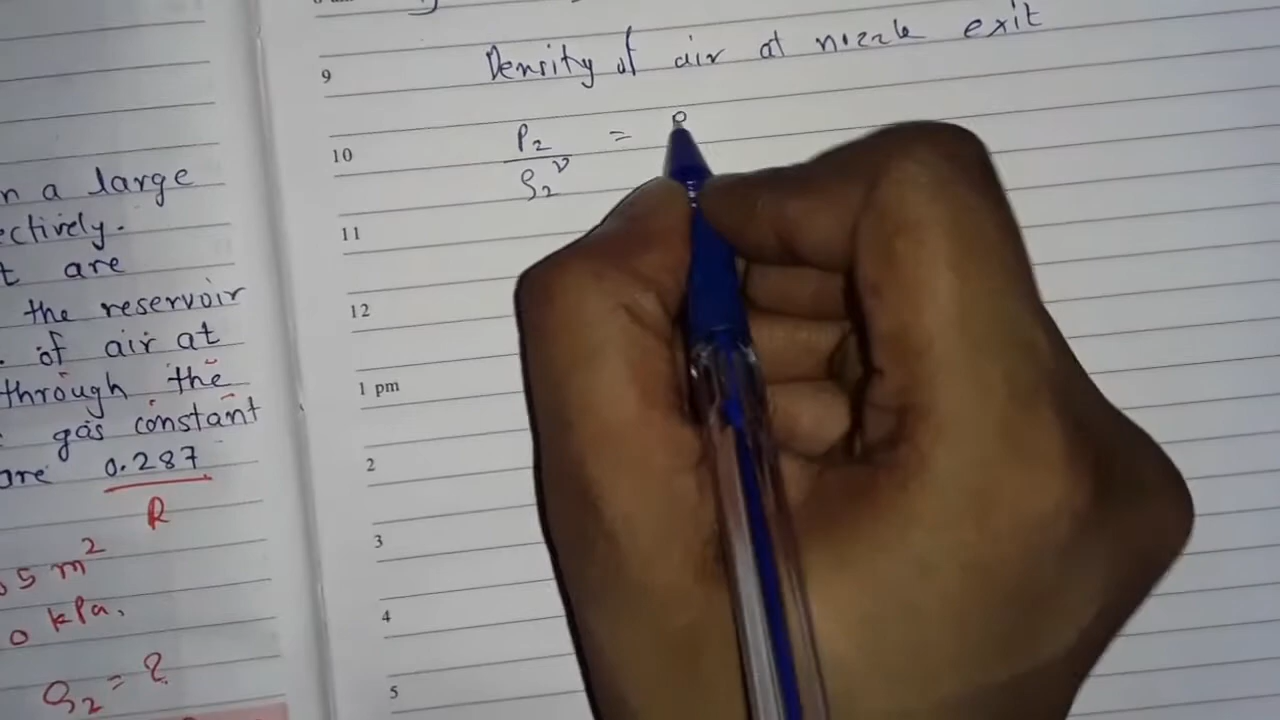 n a large
ectively.
t are
the reservoir
. of air at
through the
gas constant
are 0.287
R
5 m²
0 kPa.
ρ₂ = ?
Density of air at nozzle exit
9
P₂ / ρ₂^γ = P
10
11
12
1 pm
2
3
4
5